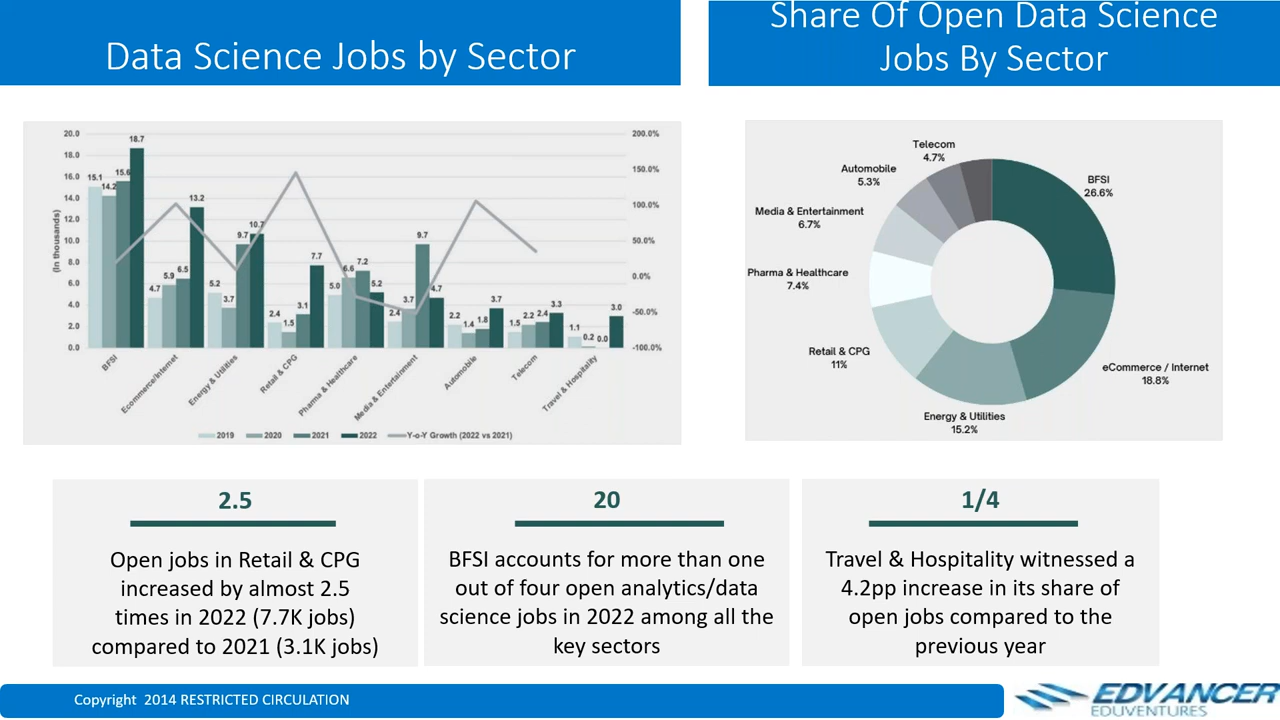 Data Science Jobs by Sector
Share Of Open Data Science
Jobs By Sector
20.0
18.0
16.0
14.0
12.0
10.0
8.0
6.0
4.0
2.0
0.0
(In thousands)
200.0%
150.0%
100.0%
50.0%
0.0%
-50.0%
-100.0%
15.1
14.2
15.6
18.7
4.7
5.9
6.5
13.2
5.2
3.7
9.7
10.7
2.4
1.5
3.1
7.7
5.0
6.6
7.2
5.2
2.4
3.7
9.7
4.7
2.2
1.4
1.8
3.7
1.5
2.2
2.4
3.3
1.1
0.2
0.0
3.0
BFSI
Ecommerce/Internet
Energy & Utilities
Retail & CPG
Pharma & Healthcare
Media & Entertainment
Automobile
Telecom
Travel & Hospitality
2019 2020 2021 2022 Y-o-Y Growth (2022 vs 2021)
Telecom
4.7%
Automobile
5.3%
Media & Entertainment
6.7%
Pharma & Healthcare
7.4%
Retail & CPG
11%
Energy & Utilities
15.2%
eCommerce / Internet
18.8%
BFSI
26.6%
2.5
Open jobs in Retail & CPG
increased by almost 2.5
times in 2022 (7.7K jobs)
compared to 2021 (3.1K jobs)
20
BFSI accounts for more than one
out of four open analytics/data
science jobs in 2022 among all the
key sectors
1/4
Travel & Hospitality witnessed a
4.2pp increase in its share of
open jobs compared to the
previous year
Copyright 2014 RESTRICTED CIRCULATION
EDVANCER
EDUVENTURES